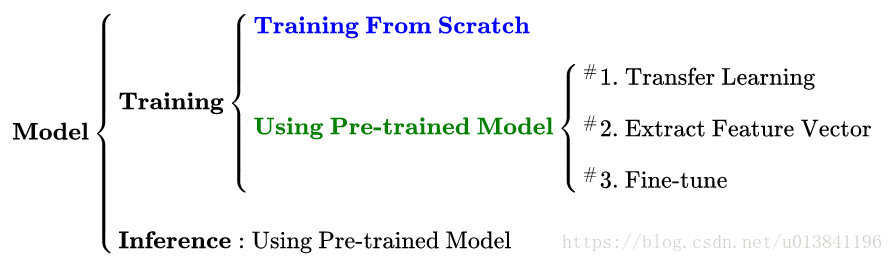 Training From Scratch
#1. Transfer Learning
Training
Model
Using Pre-trained Model
#2. Extract Feature Vector
#3. Fine-tune
Inference : Using Pre-trained Model
https://blog.csdn.net/u013841196